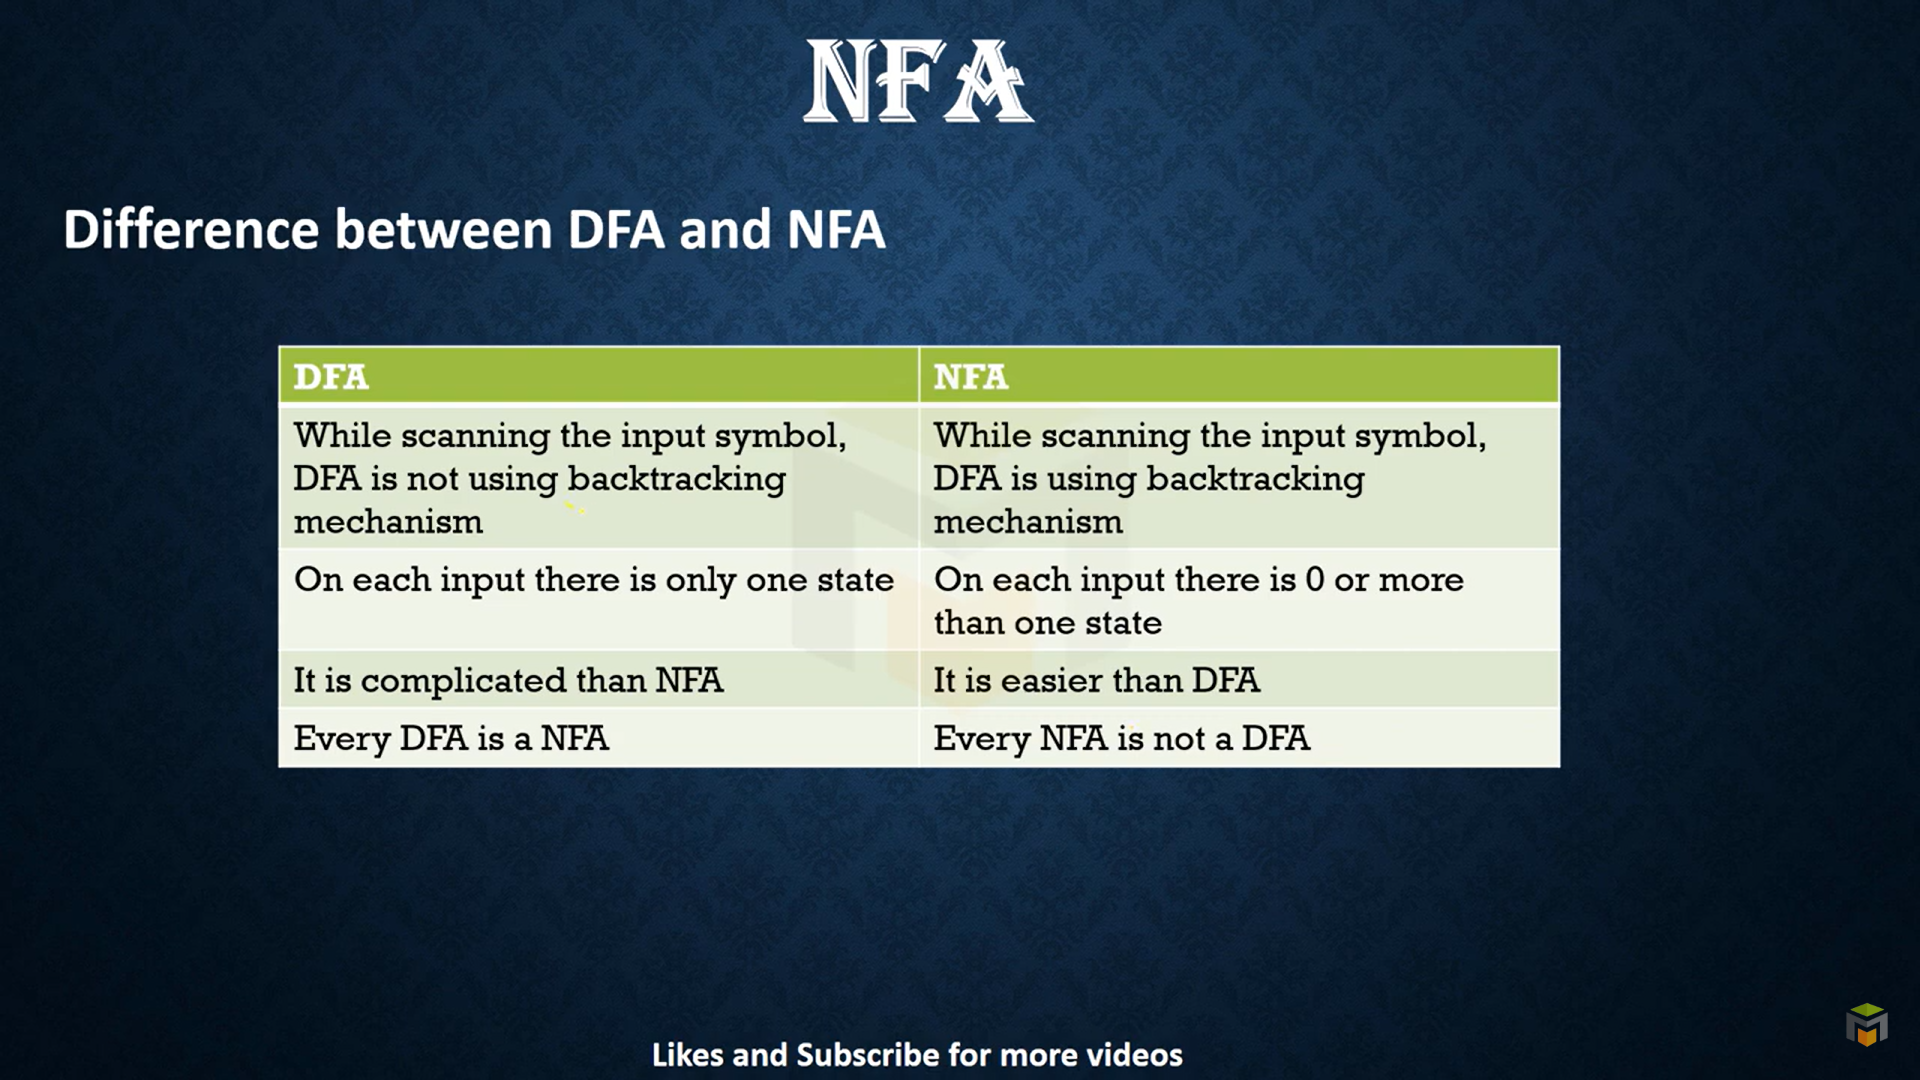 NFA
Difference between DFA and NFA
DFA
NFA
While scanning the input symbol,
DFA is not using backtracking
mechanism
While scanning the input symbol,
DFA is using backtracking
mechanism
On each input there is only one state
On each input there is 0 or more
than one state
It is complicated than NFA
It is easier than DFA
Every DFA is a NFA
Every NFA is not a DFA
Likes and Subscribe for more videos